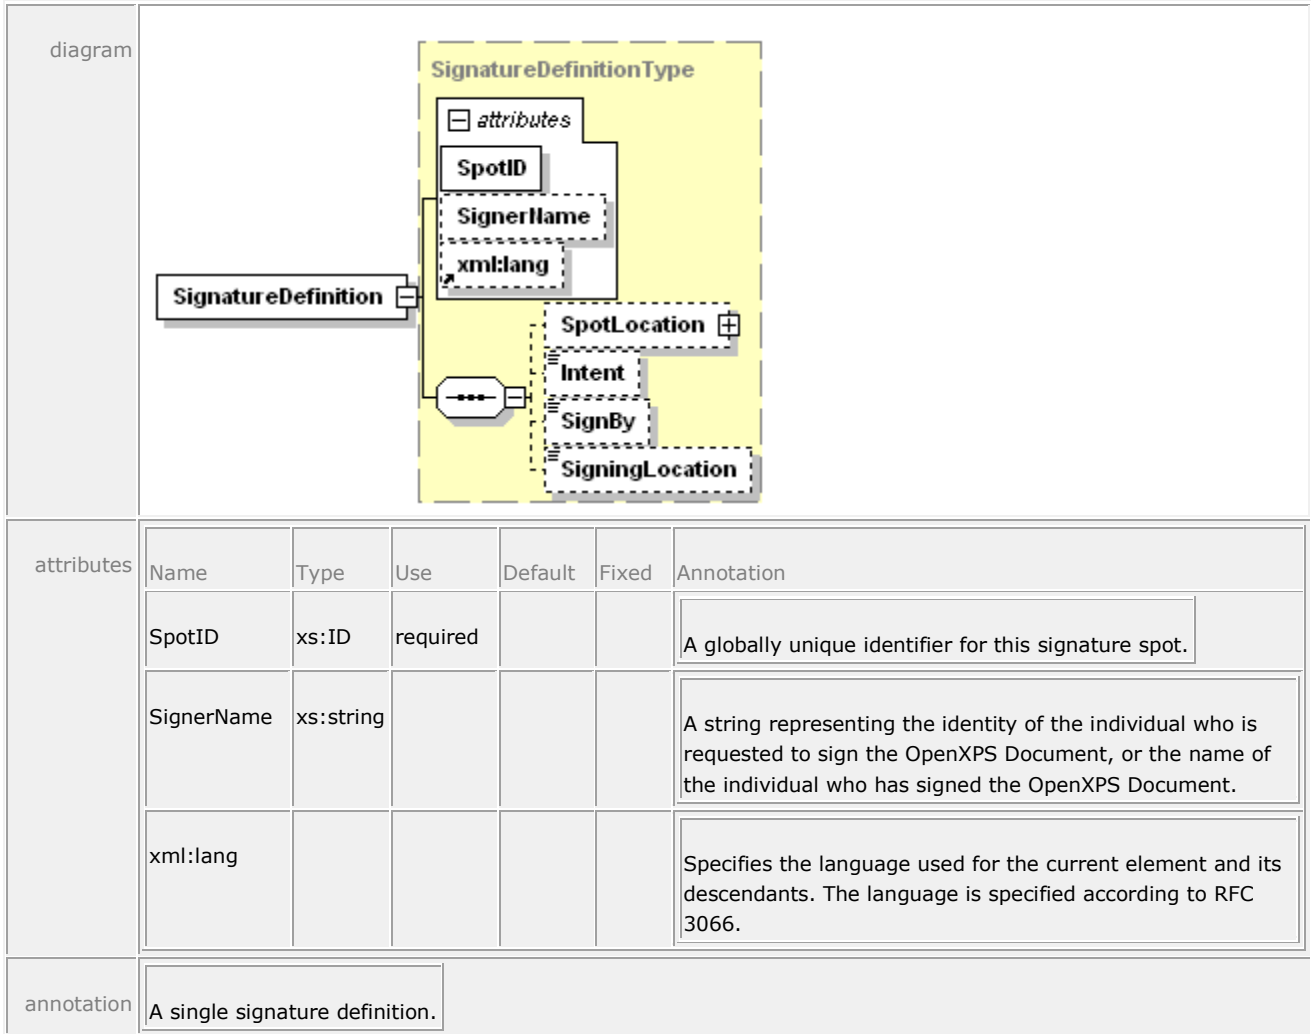 diagram
SignatureDefinitionType
attributes
SpotID
SignerName
xml:lang
SignatureDefinition
SpotLocation
Intent
SignBy
SigningLocation
attributes
Name Type Use Default Fixed Annotation
SpotID xs:ID required A globally unique identifier for this signature spot.
SignerName xs:string A string representing the identity of the individual who is
requested to sign the OpenXPS Document, or the name of
the individual who has signed the OpenXPS Document.
xml:lang Specifies the language used for the current element and its
descendants. The language is specified according to RFC
3066.
annotation A single signature definition.